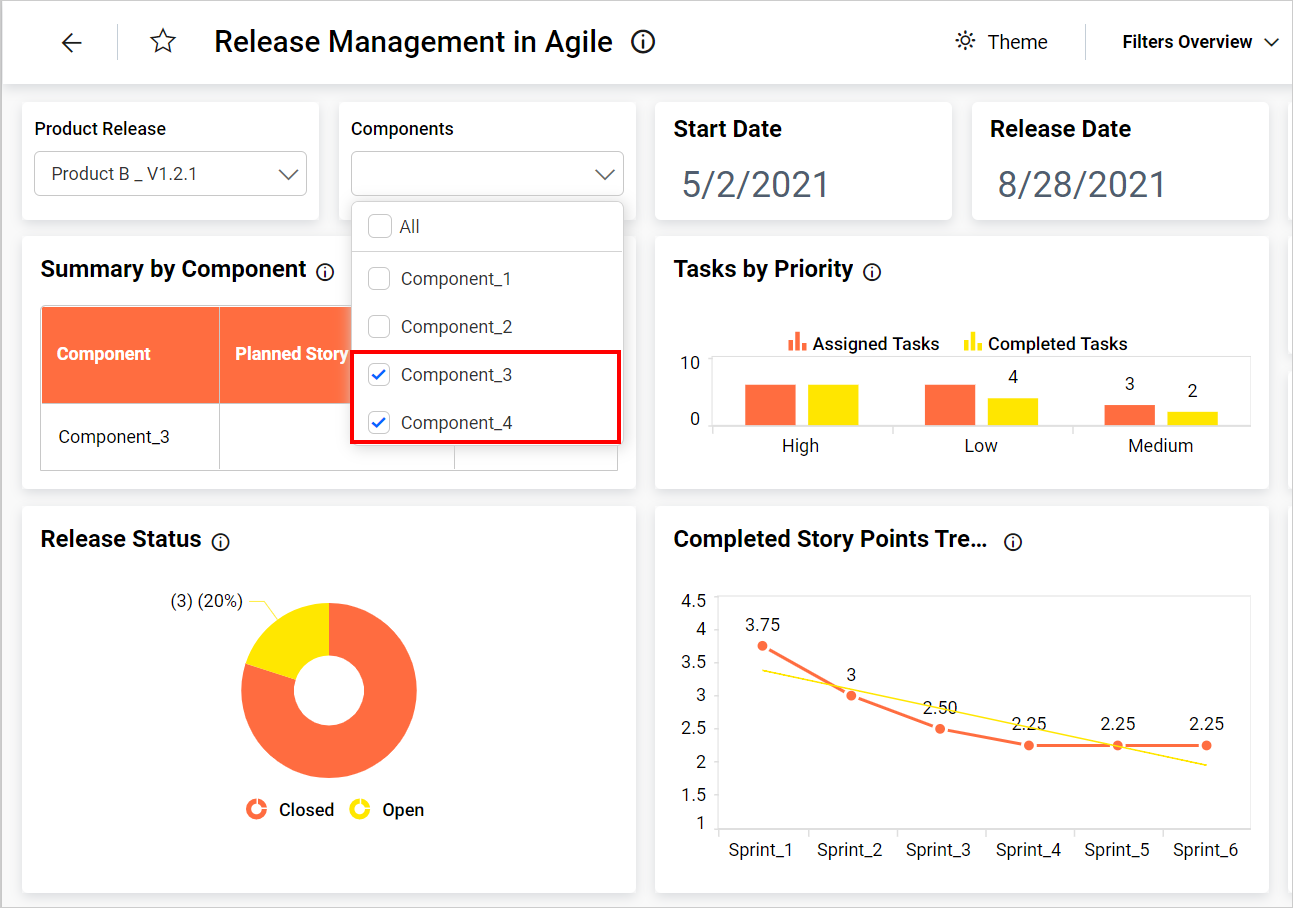 Release Management in Agile
Theme
Filters Overview
Product Release
Product B _ V1.2.1
Components
All
Component_1
Component_2
Component_3
Component_4
Start Date
5/2/2021
Release Date
8/28/2021
Summary by Component
Component
Planned Story
Component_3
Tasks by Priority
Assigned Tasks
Completed Tasks
10
0
4
3
2
High
Low
Medium
Release Status
(3) (20%)
Closed
Open
Completed Story Points Tre...
4.5
4
3.5
3
2.5
2
1.5
1
3.75
3
2.50
2.25
2.25
2.25
Sprint_1
Sprint_2
Sprint_3
Sprint_4
Sprint_5
Sprint_6